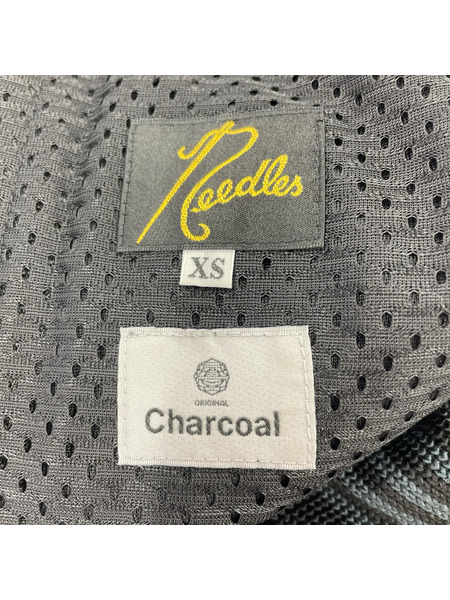 Needles
XS
ORIGINAL
Charcoal